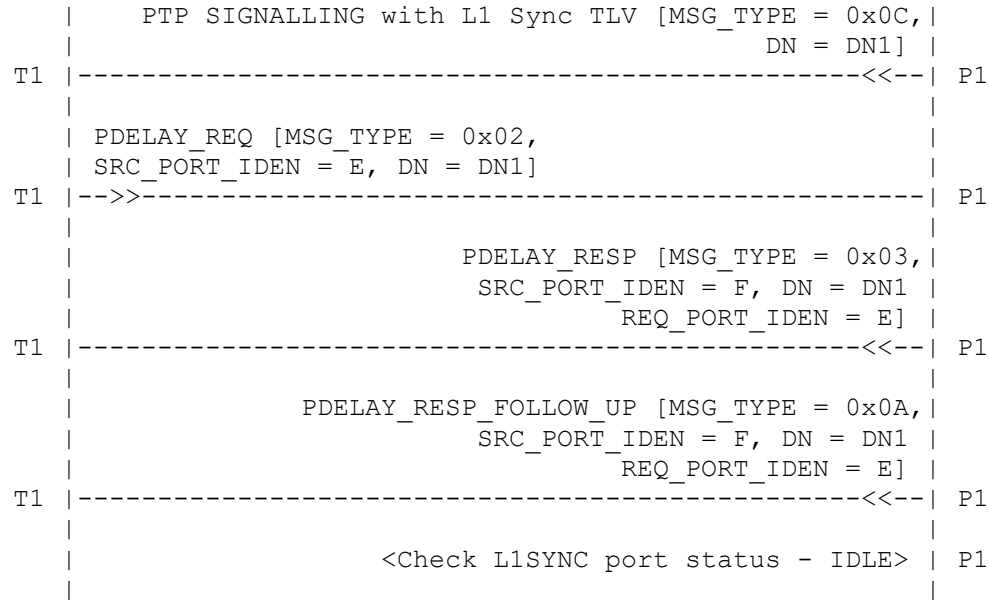 |    PTP SIGNALLING with L1 Sync TLV [MSG_TYPE = 0x0C,|
|                                           DN = DN1] |
T1 |-------------------------------------------------<<--| P1
|                                                     |
| PDELAY_REQ [MSG_TYPE = 0x02,                        |
| SRC_PORT_IDEN = E, DN = DN1]                        |
T1 |-->>-------------------------------------------------| P1
|                                                     |
|                        PDELAY_RESP [MSG_TYPE = 0x03,|
|                         SRC_PORT_IDEN = F, DN = DN1 |
|                                  REQ_PORT_IDEN = E] |
T1 |-------------------------------------------------<<--| P1
|                                                     |
|              PDELAY_RESP_FOLLOW_UP [MSG_TYPE = 0x0A,|
|                         SRC_PORT_IDEN = F, DN = DN1 |
|                                  REQ_PORT_IDEN = E] |
T1 |-------------------------------------------------<<--| P1
|                                                     |
|                   <Check L1SYNC port status - IDLE> | P1
|                                                     |